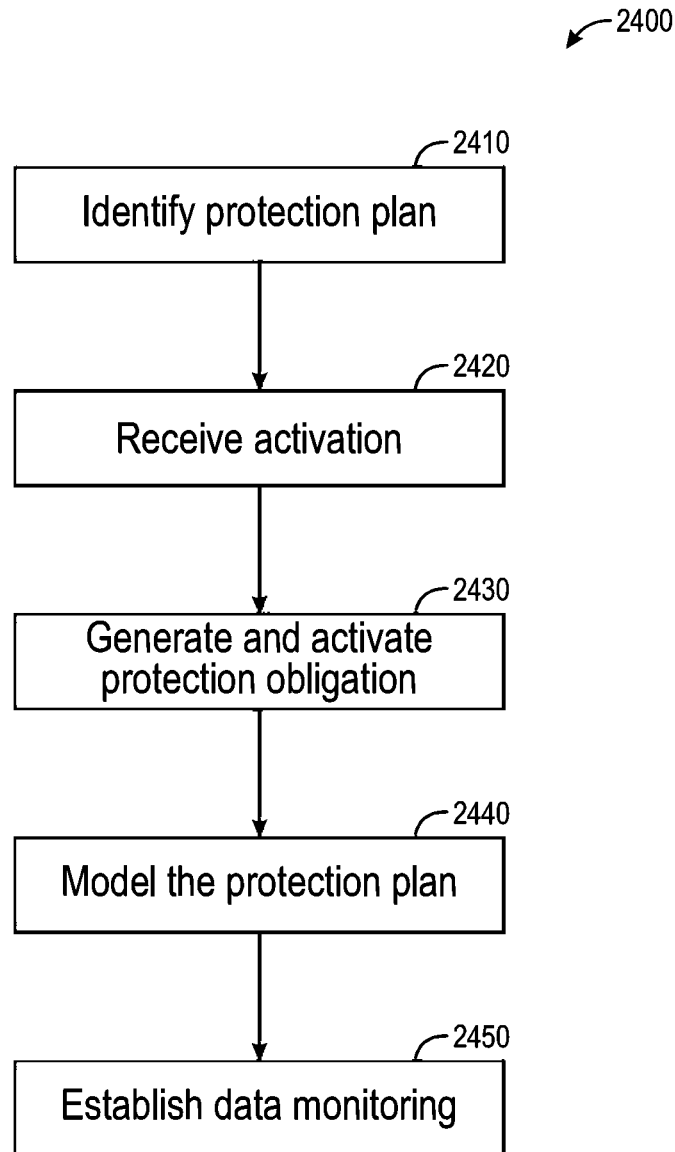 2400
2410
Identify protection plan
2420
Receive activation
2430
Generate and activate
protection obligation
2440
Model the protection plan
2450
Establish data monitoring